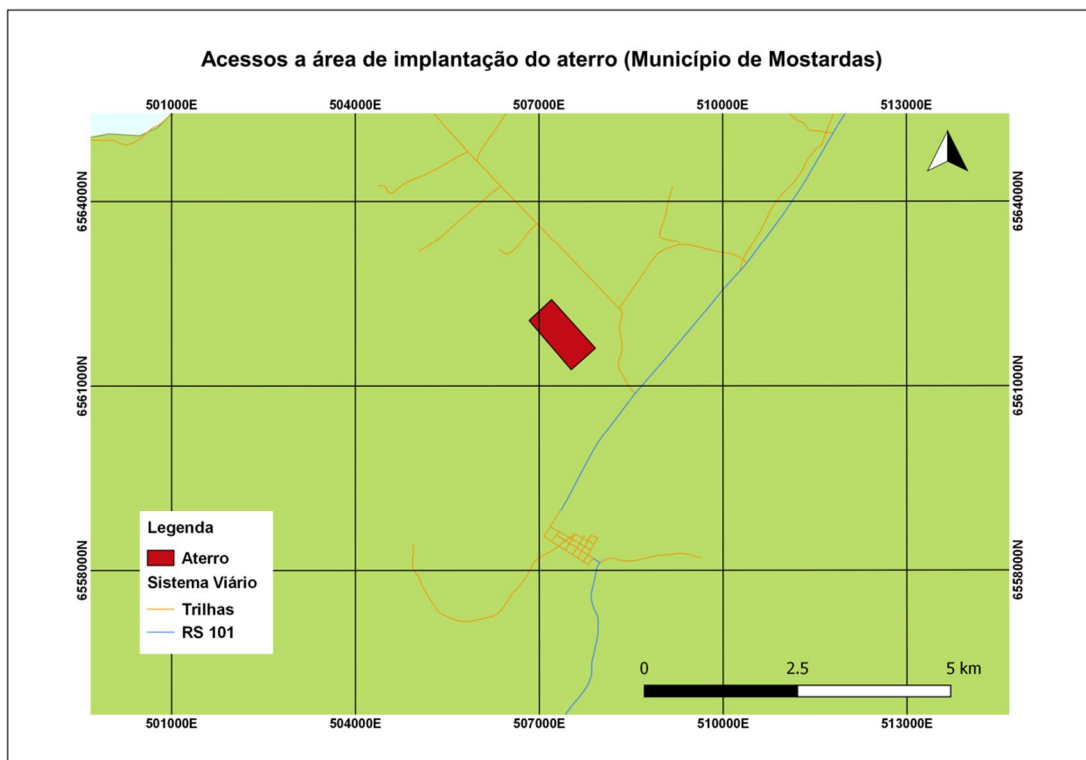 Acessos a área de implantação do aterro (Município de Mostardas)
501000E 504000E 507000E 510000E 513000E
6564000N 6564000N
6561000N 6561000N
6558000N 6558000N
Legenda
Aterro
Sistema Viário
Trilhas
RS 101
0 2.5 5 km
501000E 504000E 507000E 510000E 513000E